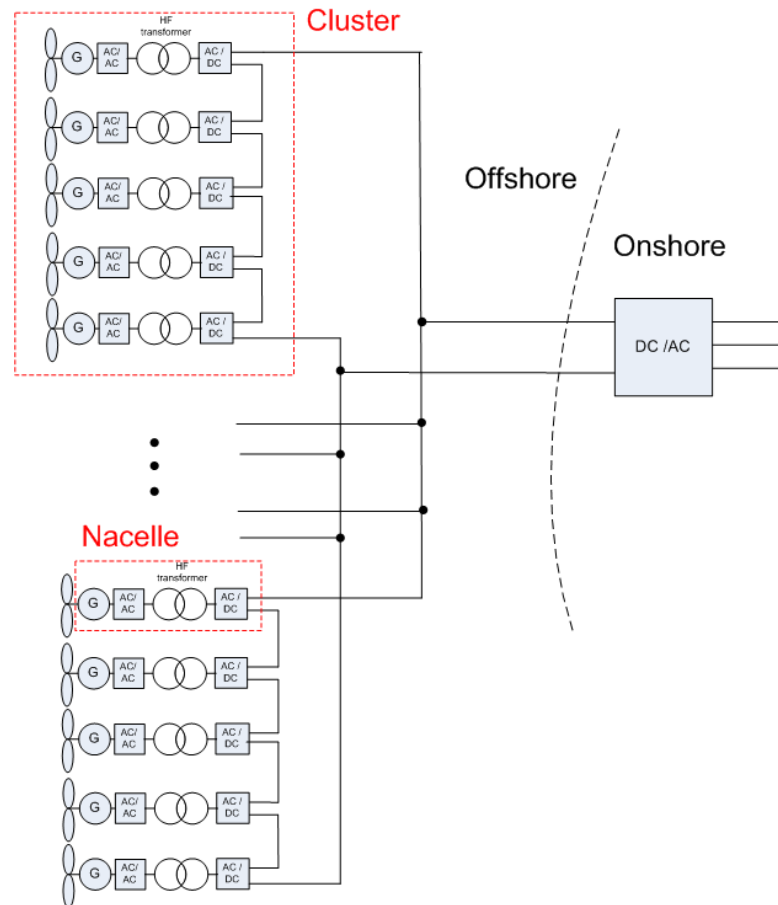 Cluster
HF
transformer
G
AC/
AC
AC /
DC
G
AC/
AC
AC /
DC
G
AC/
AC
AC /
DC
G
AC/
AC
AC /
DC
G
AC/
AC
AC /
DC
Offshore
Onshore
DC /AC
Nacelle
HF
transformer
G
AC/
AC
AC /
DC
G
AC/
AC
AC /
DC
G
AC/
AC
AC /
DC
G
AC/
AC
AC /
DC
G
AC/
AC
AC /
DC